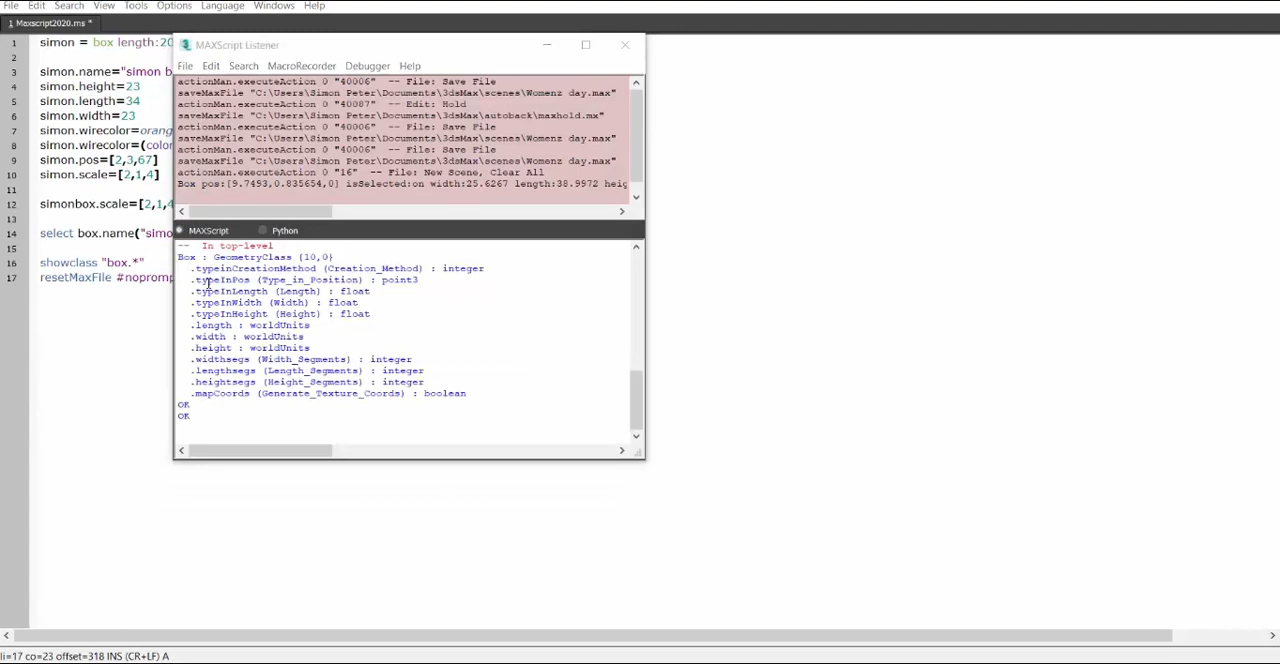 File Edit Search View Tools Options Language Windows Help
1 Maxscript2020.ms *
1 simon = box length:20
2
3 simon.name="simon b
4 simon.height=23
5 simon.length=34
6 simon.width=23
7 simon.wirecolor=orang
8 simon.wirecolor=(colo
9 simon.pos=[2,3,67]
10 simon.scale=[2,1,4]
11
12 simonbox.scale=[2,1,4
13
14 select box.name("simo
15
16 showclass "box.*"
17 resetMaxFile #noprom
MAXScript Listener
File Edit Search MacroRecorder Debugger Help
actionMan.executeAction 0 "40006" -- File: Save File
saveMaxFile "C:\Users\Simon Peter\Documents\3dsMax\scenes\Womenz day.max"
actionMan.executeAction 0 "40087" -- Edit: Hold
saveMaxFile "C:\Users\Simon Peter\Documents\3dsMax\autoback\maxhold.mx"
actionMan.executeAction 0 "40006" -- File: Save File
saveMaxFile "C:\Users\Simon Peter\Documents\3dsMax\scenes\Womenz day.max"
actionMan.executeAction 0 "40006" -- File: Save File
saveMaxFile "C:\Users\Simon Peter\Documents\3dsMax\scenes\Womenz day.max"
actionMan.executeAction 0 "16" -- File: New Scene, Clear All
Box pos:[9.7493,0.835654,0] isSelected:on width:25.6267 length:38.9972 heig
MAXScript Python
-- In top-level
Box : GeometryClass {10,0}
.typeinCreationMethod (Creation_Method) : integer
.typeInPos (Type_in_Position) : point3
.typeInLength (Length) : float
.typeInWidth (Width) : float
.typeInHeight (Height) : float
.length : worldUnits
.width : worldUnits
.height : worldUnits
.widthsegs (Width_Segments) : integer
.lengthsegs (Length_Segments) : integer
.heightsegs (Height_Segments) : integer
.mapCoords (Generate_Texture_Coords) : boolean
OK
OK
li=17 co=23 offset=318 INS (CR+LF) A